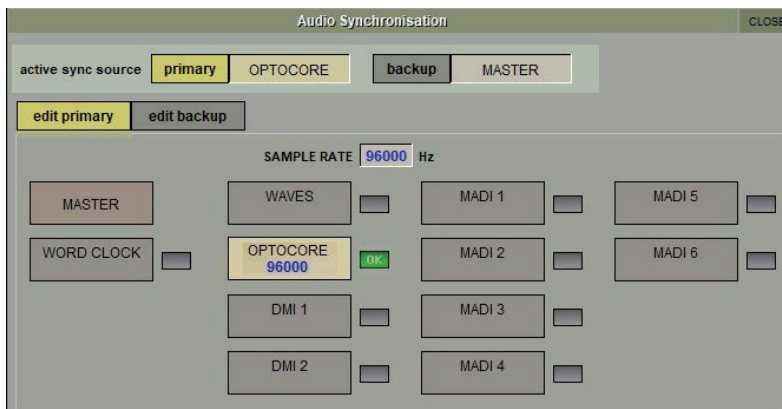 Audio Synchronisation CLOSE
active sync source primary OPTOCORE backup MASTER
edit primary edit backup
SAMPLE RATE 96000 Hz
MASTER WAVES MADI 1 MADI 5
WORD CLOCK OPTOCORE 96000 OK MADI 2 MADI 6
DMI 1 MADI 3
DMI 2 MADI 4